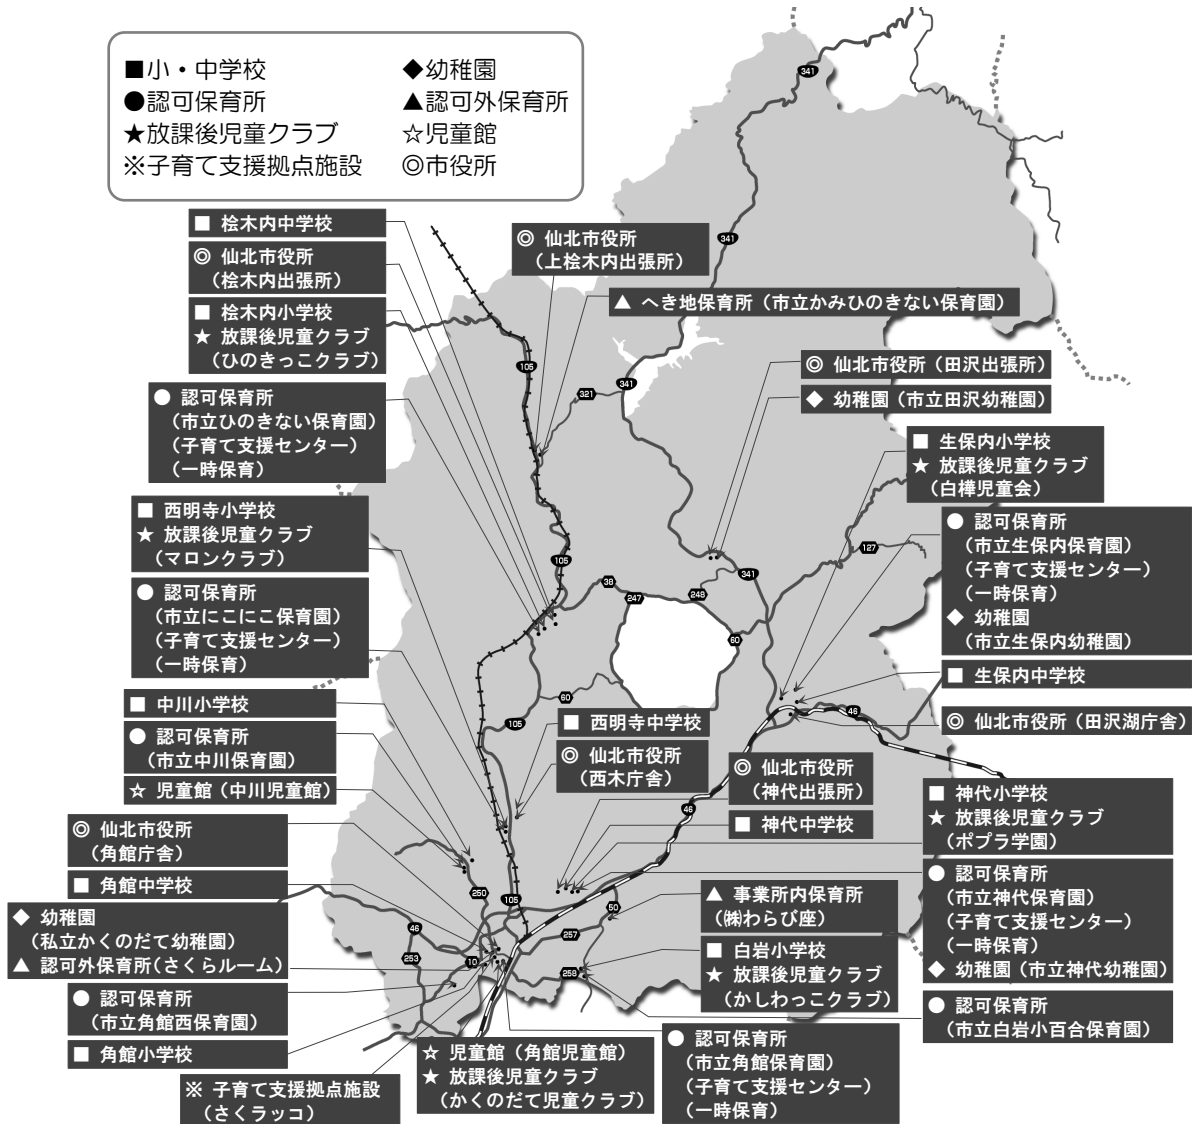 ■小・中学校
◆幼稚園
●認可保育所
▲認可外保育所
★放課後児童クラブ
☆児童館
※子育て支援拠点施設
◎市役所
341
341
■ 桧木内中学校
◎ 仙北市役所
（桧木内出張所）
■ 桧木内小学校
★ 放課後児童クラブ
（ひのきっこクラブ）
● 認可保育所
（市立ひのきない保育園）
（子育て支援センター）
（一時保育）
◎ 仙北市役所
（上桧木内出張所）
▲ へき地保育所（市立かみひのきない保育園）
◎ 仙北市役所（田沢出張所）
◆ 幼稚園（市立田沢幼稚園）
105
321
341
■ 生保内小学校
★ 放課後児童クラブ
（白樺児童会）
● 認可保育所
（市立生保内保育園）
（子育て支援センター）
（一時保育）
◆ 幼稚園
（市立生保内幼稚園）
■ 生保内中学校
◎ 仙北市役所（田沢湖庁舎）
■ 西明寺小学校
★ 放課後児童クラブ
（マロンクラブ）
● 認可保育所
（市立にこにこ保育園）
（子育て支援センター）
（一時保育）
105
38
247
248
341
127
60
60
105
46
■ 中川小学校
● 認可保育所
（市立中川保育園）
☆ 児童館（中川児童館）
■ 西明寺中学校
◎ 仙北市役所
（西木庁舎）
◎ 仙北市役所
（神代出張所）
■ 神代中学校
46
■ 神代小学校
★ 放課後児童クラブ
（ポプラ学園）
● 認可保育所
（市立神代保育園）
（子育て支援センター）
（一時保育）
◆ 幼稚園（市立神代幼稚園）
◎ 仙北市役所
（角館庁舎）
■ 角館中学校
◆ 幼稚園
（私立かくのだて幼稚園）
▲ 認可外保育所（さくらルーム）
● 認可保育所
（市立角館西保育園）
■ 角館小学校
250
105
50
46
257
253
10
258
▲ 事業所内保育所
（㈱わらび座）
■ 白岩小学校
★ 放課後児童クラブ
（かしわっこクラブ）
● 認可保育所
（市立白岩小百合保育園）
※ 子育て支援拠点施設
（さくラッコ）
☆ 児童館（角館児童館）
★ 放課後児童クラブ
（かくのだて児童クラブ）
● 認可保育所
（市立角館保育園）
（子育て支援センター）
（一時保育）